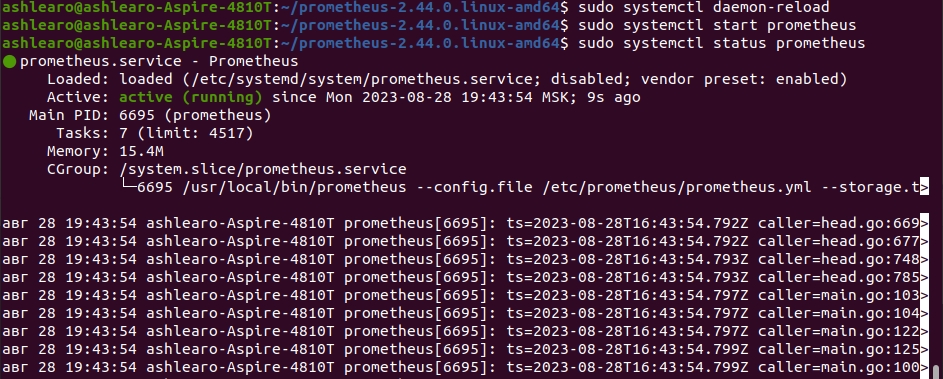 ashlearo@ashlearo-Aspire-4810T:~/prometheus-2.44.0.linux-amd64$ sudo systemctl daemon-reload
ashlearo@ashlearo-Aspire-4810T:~/prometheus-2.44.0.linux-amd64$ sudo systemctl start prometheus
ashlearo@ashlearo-Aspire-4810T:~/prometheus-2.44.0.linux-amd64$ sudo systemctl status prometheus
● prometheus.service - Prometheus
Loaded: loaded (/etc/systemd/system/prometheus.service; disabled; vendor preset: enabled)
Active: active (running) since Mon 2023-08-28 19:43:54 MSK; 9s ago
Main PID: 6695 (prometheus)
Tasks: 7 (limit: 4517)
Memory: 15.4M
CGroup: /system.slice/prometheus.service
└─6695 /usr/local/bin/prometheus --config.file /etc/prometheus/prometheus.yml --storage.t>
авг 28 19:43:54 ashlearo-Aspire-4810T prometheus[6695]: ts=2023-08-28T16:43:54.792Z caller=head.go:669>
авг 28 19:43:54 ashlearo-Aspire-4810T prometheus[6695]: ts=2023-08-28T16:43:54.792Z caller=head.go:677>
авг 28 19:43:54 ashlearo-Aspire-4810T prometheus[6695]: ts=2023-08-28T16:43:54.793Z caller=head.go:748>
авг 28 19:43:54 ashlearo-Aspire-4810T prometheus[6695]: ts=2023-08-28T16:43:54.793Z caller=head.go:785>
авг 28 19:43:54 ashlearo-Aspire-4810T prometheus[6695]: ts=2023-08-28T16:43:54.797Z caller=main.go:103>
авг 28 19:43:54 ashlearo-Aspire-4810T prometheus[6695]: ts=2023-08-28T16:43:54.797Z caller=main.go:104>
авг 28 19:43:54 ashlearo-Aspire-4810T prometheus[6695]: ts=2023-08-28T16:43:54.797Z caller=main.go:122>
авг 28 19:43:54 ashlearo-Aspire-4810T prometheus[6695]: ts=2023-08-28T16:43:54.799Z caller=main.go:125>
авг 28 19:43:54 ashlearo-Aspire-4810T prometheus[6695]: ts=2023-08-28T16:43:54.799Z caller=main.go:100>